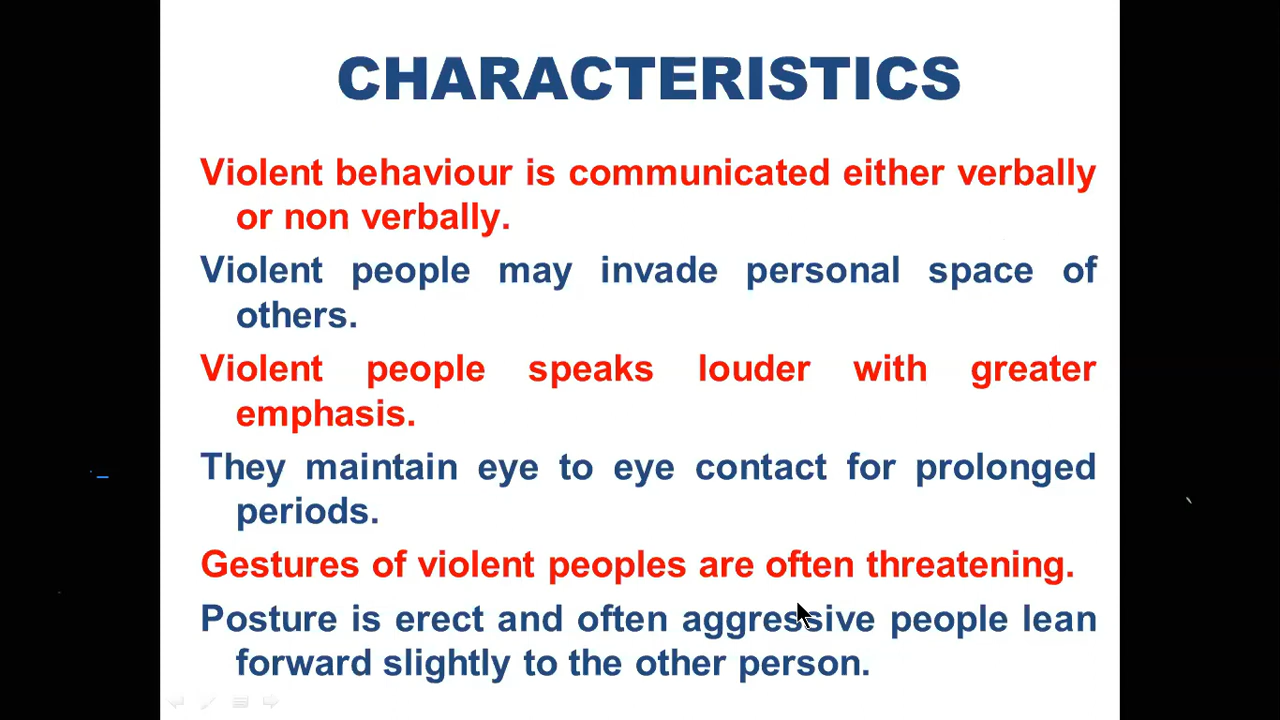 CHARACTERISTICS
Violent behaviour is communicated either verbally
or non verbally.
Violent people may invade personal space of
others.
Violent people speaks louder with greater
emphasis.
They maintain eye to eye contact for prolonged
periods.
Gestures of violent peoples are often threatening.
Posture is erect and often aggressive people lean
forward slightly to the other person.